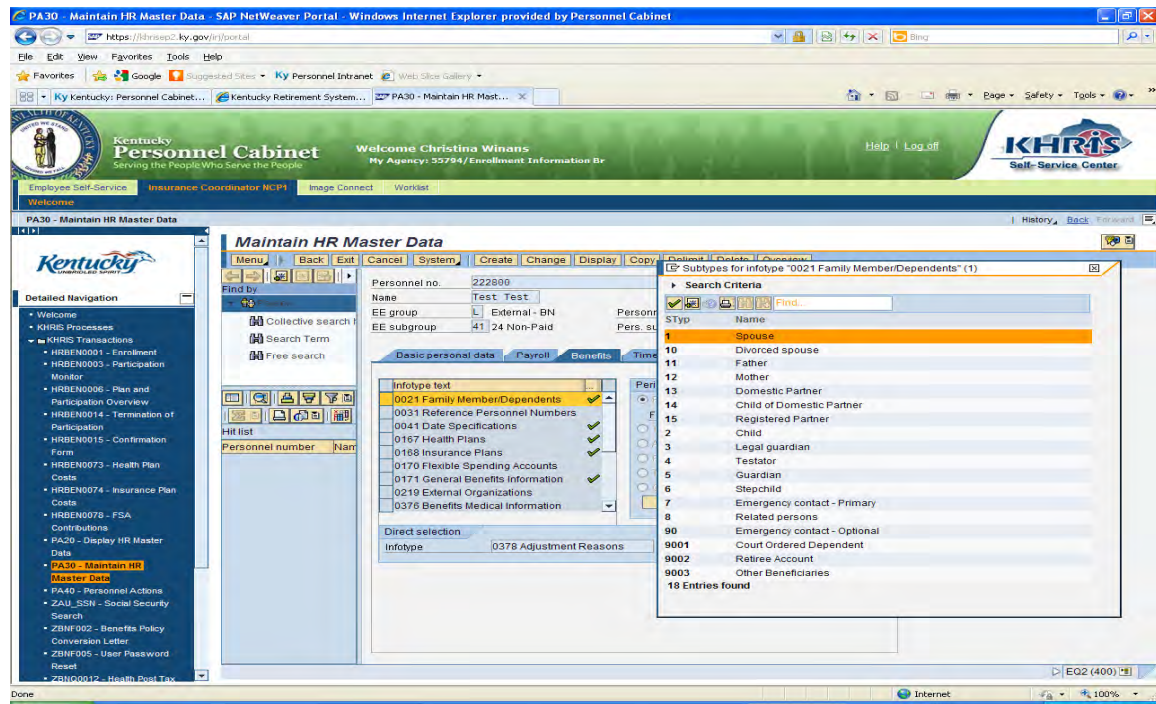 PA30 - Maintain HR Master Data - SAP NetWeaver Portal - Windows Internet Explorer provided by Personnel Cabinet
https://khrisep2.ky.gov/irj/portal
Bing
File Edit View Favorites Tools Help
Favorites Google Suggested Sites Ky Personnel Intranet Web Slice Gallery
Ky Kentucky: Personnel Cabinet... Kentucky Retirement System... PA30 - Maintain HR Mast...
Page Safety Tools
Kentucky
Personnel Cabinet
Serving the People Who Serve the People
Welcome Christina Winans
My Agency: 55794/Enrollment Information Br
Help Log off
KHRIS
Self-Service Center
Employee Self-Service Insurance Coordinator NCP1 Image Connect Worklist
Welcome
PA30 - Maintain HR Master Data
History Back Forward
Kentucky
UNBRIDLED SPIRIT
Detailed Navigation
Welcome
KHRIS Processes
KHRIS Transactions
HRBEN0001 - Enrollment
HRBEN0003 - Participation
Monitor
HRBEN0006 - Plan and
Participation Overview
HRBEN0014 - Termination of
Participation
HRBEN0015 - Confirmation
Form
HRBEN0073 - Health Plan
Costs
HRBEN0074 - Insurance Plan
Costs
HRBEN0078 - FSA
Contributions
PA20 - Display HR Master
Data
PA30 - Maintain HR
Master Data
PA40 - Personnel Actions
ZAU_SSN - Social Security
Search
ZBNF002 - Benefits Policy
Conversion Letter
ZBNF005 - User Password
Reset
ZBNQ0012 - Health Post Tax
Maintain HR Master Data
Menu Back Exit Cancel System Create Change Display Copy Delimit Delete Overview
Find by
Collective search h
Search Term
Free search
Hit list
Personnel number Nam
Personnel no. 222800
Name Test Test
EE group L External - BN Personn
EE subgroup 41 24 Non-Paid Pers. su
Basic personal data Payroll Benefits Time
Infotype text
0021 Family Member/Dependents
0031 Reference Personnel Numbers
0041 Date Specifications
0167 Health Plans
0168 Insurance Plans
0170 Flexible Spending Accounts
0171 General Benefits Information
0219 External Organizations
0376 Benefits Medical Information
Peri
Direct selection
Infotype 0378 Adjustment Reasons
Subtypes for infotype "0021 Family Member/Dependents" (1)
Search Criteria
Find..
STyp Name
1 Spouse
10 Divorced spouse
11 Father
12 Mother
13 Domestic Partner
14 Child of Domestic Partner
15 Registered Partner
2 Child
3 Legal guardian
4 Testator
5 Guardian
6 Stepchild
7 Emergency contact - Primary
8 Related persons
90 Emergency contact - Optional
9001 Court Ordered Dependent
9002 Retiree Account
9003 Other Beneficiaries
18 Entries found
EQ2 (400)
Done Internet 100%